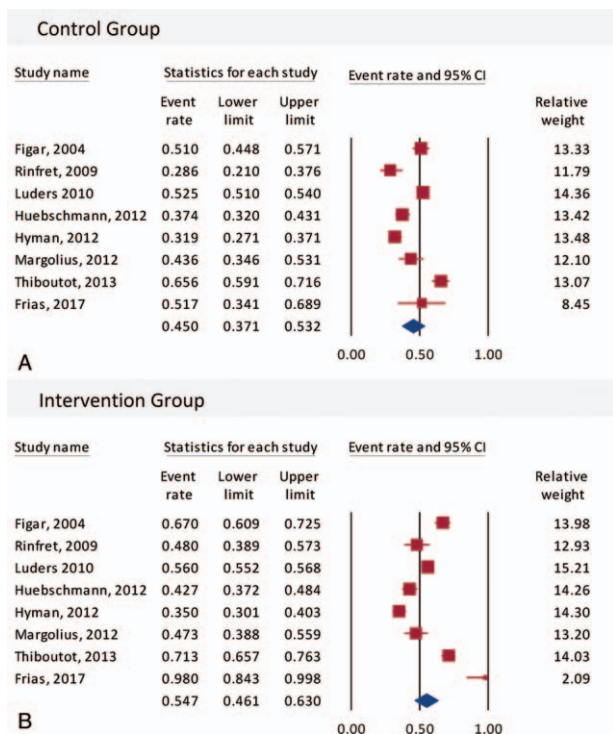 Control Group
Study name Statistics for each study Event rate and 95% CI
Event rate Lower limit Upper limit Relative weight
Figar, 2004 0.510 0.448 0.571 13.33
Rinfret, 2009 0.286 0.210 0.376 11.79
Luders 2010 0.525 0.510 0.540 14.36
Huebschmann, 2012 0.374 0.320 0.431 13.42
Hyman, 2012 0.319 0.271 0.371 13.48
Margolius, 2012 0.436 0.346 0.531 12.10
Thiboutot, 2013 0.656 0.591 0.716 13.07
Frias, 2017 0.517 0.341 0.689 8.45
0.450 0.371 0.532
A
0.00 0.50 1.00
Intervention Group
Study name Statistics for each study Event rate and 95% CI
Event rate Lower limit Upper limit Relative weight
Figar, 2004 0.670 0.609 0.725 13.98
Rinfret, 2009 0.480 0.389 0.573 12.93
Luders 2010 0.560 0.552 0.568 15.21
Huebschmann, 2012 0.427 0.372 0.484 14.26
Hyman, 2012 0.350 0.301 0.403 14.30
Margolius, 2012 0.473 0.388 0.559 13.20
Thiboutot, 2013 0.713 0.657 0.763 14.03
Frias, 2017 0.980 0.843 0.998 2.09
0.547 0.461 0.630
B
0.00 0.50 1.00